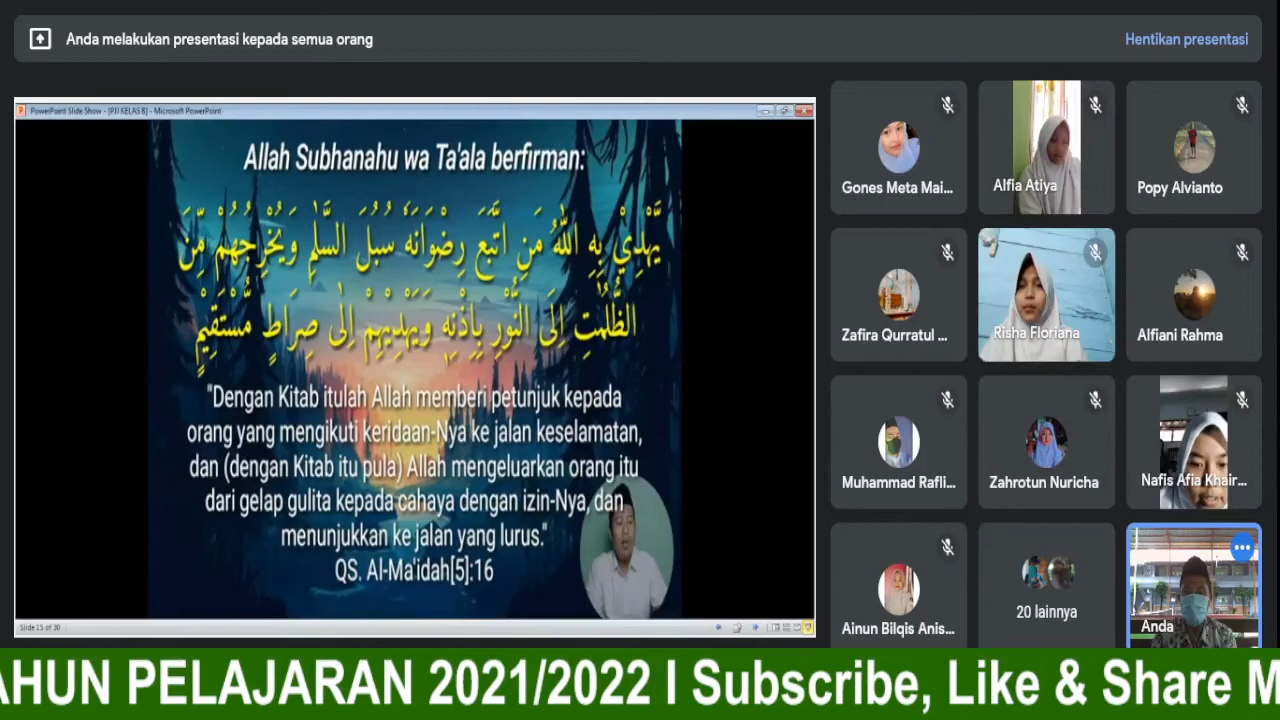 Anda melakukan presentasi kepada semua orang
Hentikan presentasi
PowerPoint Slide Show - [PJJ KELAS 8] - Microsoft PowerPoint
Allah Subhanahu wa Ta'ala berfirman:
يَّهْدِيْ بِهِ اللّٰهُ مَنِ اتَّبَعَ رِضْوَانَهٗ سُبُلَ السَّلٰمِ وَيُخْرِجُهُمْ مِّنَ
الظُّلُمٰتِ اِلَى النُّوْرِ بِاِذْنِهٖ وَيَهْدِيْهِمْ اِلٰى صِرَاطٍ مُّسْتَقِيْمٍ
"Dengan Kitab itulah Allah memberi petunjuk kepada
orang yang mengikuti keridaan-Nya ke jalan keselamatan,
dan (dengan Kitab itu pula) Allah mengeluarkan orang itu
dari gelap gulita kepada cahaya dengan izin-Nya, dan
menunjukkan ke jalan yang lurus."
QS. Al-Ma'idah[5]:16
Slide 15 of 30
Gones Meta Mai...
Alfia Atiya
Popy Alvianto
Zafira Qurratul ...
Risha Floriana
Alfiani Rahma
Muhammad Rafli...
Zahrotun Nuricha
Nafis Afia Khair...
Ainun Bilqis Anis...
20 lainnya
Anda
AHUN PELAJARAN 2021/2022 I Subscribe, Like & Share M